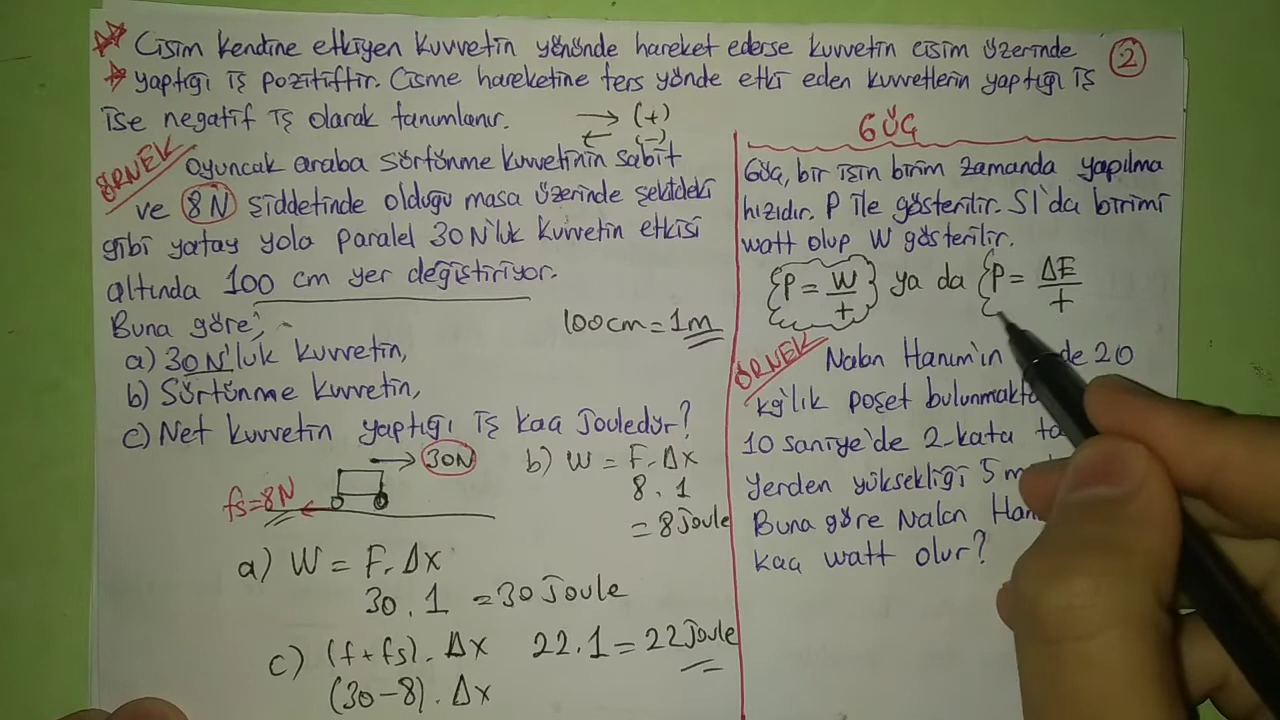 Cisim kendine etkiyen kuvvetin yönünde hareket ederse kuvvetin cisim üzerinde
yaptığı iş pozitiftir. Cisme hareketine ters yönde etki eden kuvvetlerin yaptığı iş
ise negatif iş olarak tanımlanır.
→ (+)
← (-)
2
ÖRNEK
Oyuncak araba sürtünme kuvvetinin sabit
ve 8N şiddetinde olduğu masa üzerinde şekildeki
gibi yatay yola paralel 30N'luk kuvvetin etkisi
altında 100 cm yer değiştiriyor.
Buna göre;
100cm = 1m
a) 30N'luk kuvvetin,
b) Sürtünme kuvvetin,
c) Net kuvvetin yaptığı iş kaç jouledur?
30N
fs=8N
b) W = F.Δx
8.1
= 8 Joule
a) W = F.Δx
30.1 = 30 Joule
c) (f+fs).Δx 22.1 = 22 Joule
(30-8).Δx
GÜÇ
Güç, bir işin birim zamanda yapılma
hızıdır. P ile gösterilir. SI'da birimi
watt olup W gösterilir.
P = W/t ya da P = ΔE/t
ÖRNEK
Nalan Hanım'ın 20
kg'lık poşet
10 saniye'de 2.kata
Yerden yüksekliği 5
Buna göre Nalan
kaç watt olur?